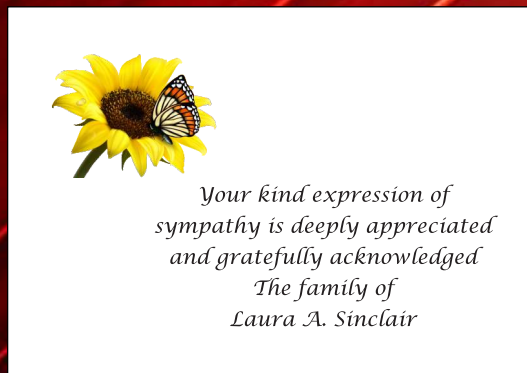 Your kind expression of
sympathy is deeply appreciated
and gratefully acknowledged
The family of
Laura A. Sinclair